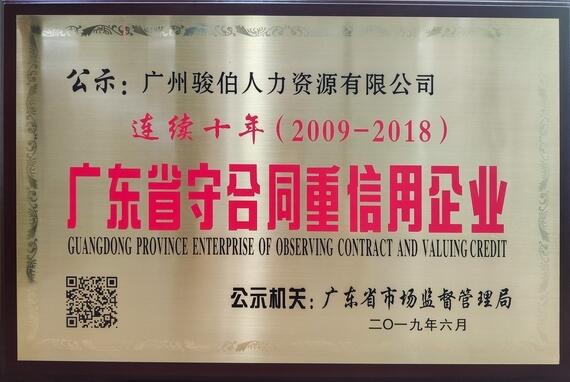 公示：广州骏伯人力资源有限公司
连续十年（2009-2018）
广东省守合同重信用企业
GUANGDONG PROVINCE ENTERPRISE OF OBSERVING CONTRACT AND VALUING CREDIT
公示机关：广东省市场监督管理局
二〇一九年六月